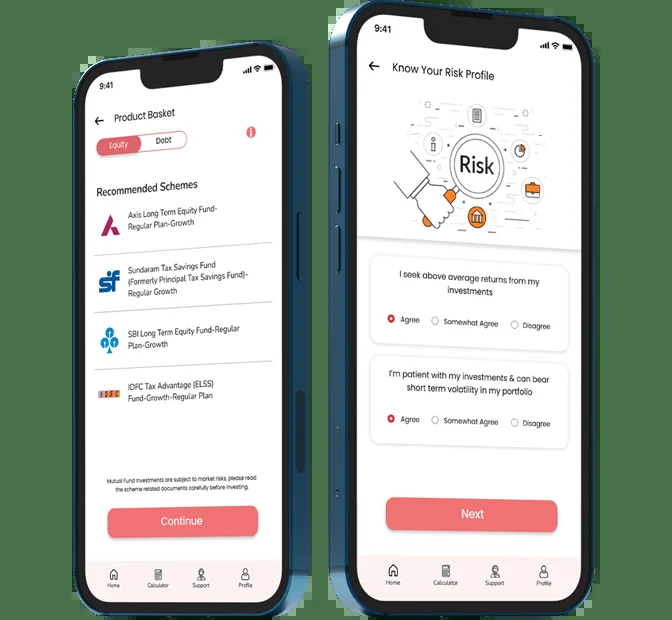 9:41
Product Basket
Equity
Debt
i
Recommended Schemes
Axis Long Term Equity Fund-
Regular Plan-Growth
sf
Sundaram Tax Savings Fund
(Formerly Principal Tax Savings Fund)-
Regular Growth
SBI Long Term Equity Fund-Regular
Plan-Growth
IDFC
IDFC Tax Advantage (ELSS)
Fund-Growth-Regular Plan
Mutual Fund Investments are subject to market risks, please read
the scheme related documents carefully before investing.
Continue
Home
Calculator
Support
Profile
9:41
Know Your Risk Profile
i
Risk
I seek above average returns from my
investments
Agree
Somewhat Agree
Disagree
I'm patient with my investments & can bear
short term volatility in my portfolio
Agree
Somewhat Agree
Disagree
Next
Home
Calculator
Support
Profile